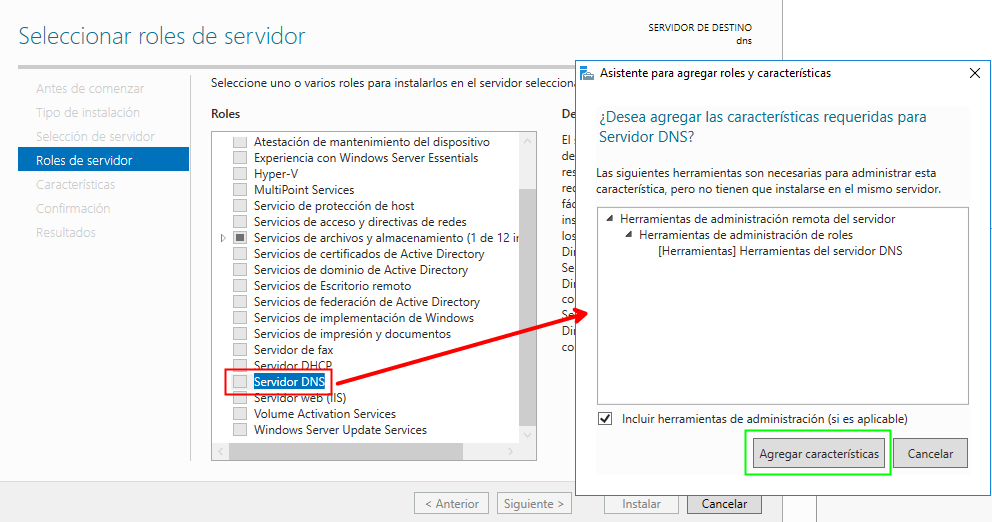 Seleccionar roles de servidor
SERVIDOR DE DESTINO
dns
Antes de comenzar
Tipo de instalación
Selección de servidor
Roles de servidor
Características
Confirmación
Resultados
Seleccione uno o varios roles para instalarlos en el servidor
Roles
Atestación de mantenimiento del dispositivo
Experiencia con Windows Server Essentials
Hyper-V
MultiPoint Services
Servicio de protección de host
Servicios de acceso y directivas de redes
Servicios de archivos y almacenamiento (1 de 12
Servicios de certificados de Active Directory
Servicios de dominio de Active Directory
Servicios de Escritorio remoto
Servicios de federación de Active Directory
Servicios de implementación de Windows
Servicios de impresión y documentos
Servidor de fax
Servidor DHCP
Servidor DNS
Servidor web (IIS)
Volume Activation Services
Windows Server Update Services
< Anterior
Siguiente >
Instalar
Cancelar
Asistente para agregar roles y características
¿Desea agregar las características requeridas para
Servidor DNS?
Las siguientes herramientas son necesarias para administrar esta
característica, pero no tienen que instalarse en el mismo servidor.
Herramientas de administración remota del servidor
Herramientas de administración de roles
[Herramientas] Herramientas del servidor DNS
Incluir herramientas de administración (si es aplicable)
Agregar características
Cancelar